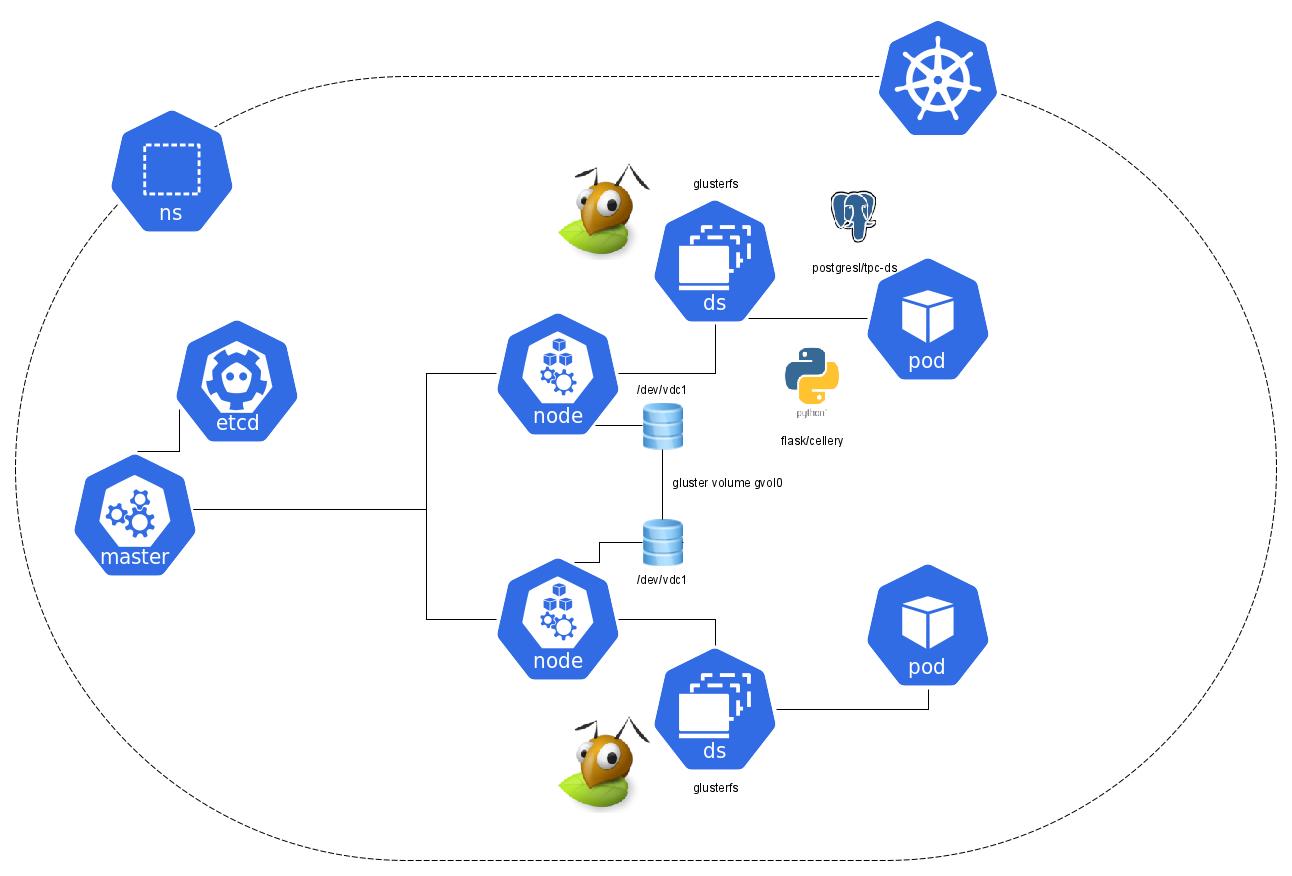 ns
glusterfs
ds
postgresl/tpc-ds
pod
etcd
node
/dev/vdc1
python
flask/cellery
gluster volume gvol0
master
/dev/vdc1
node
pod
ds
glusterfs